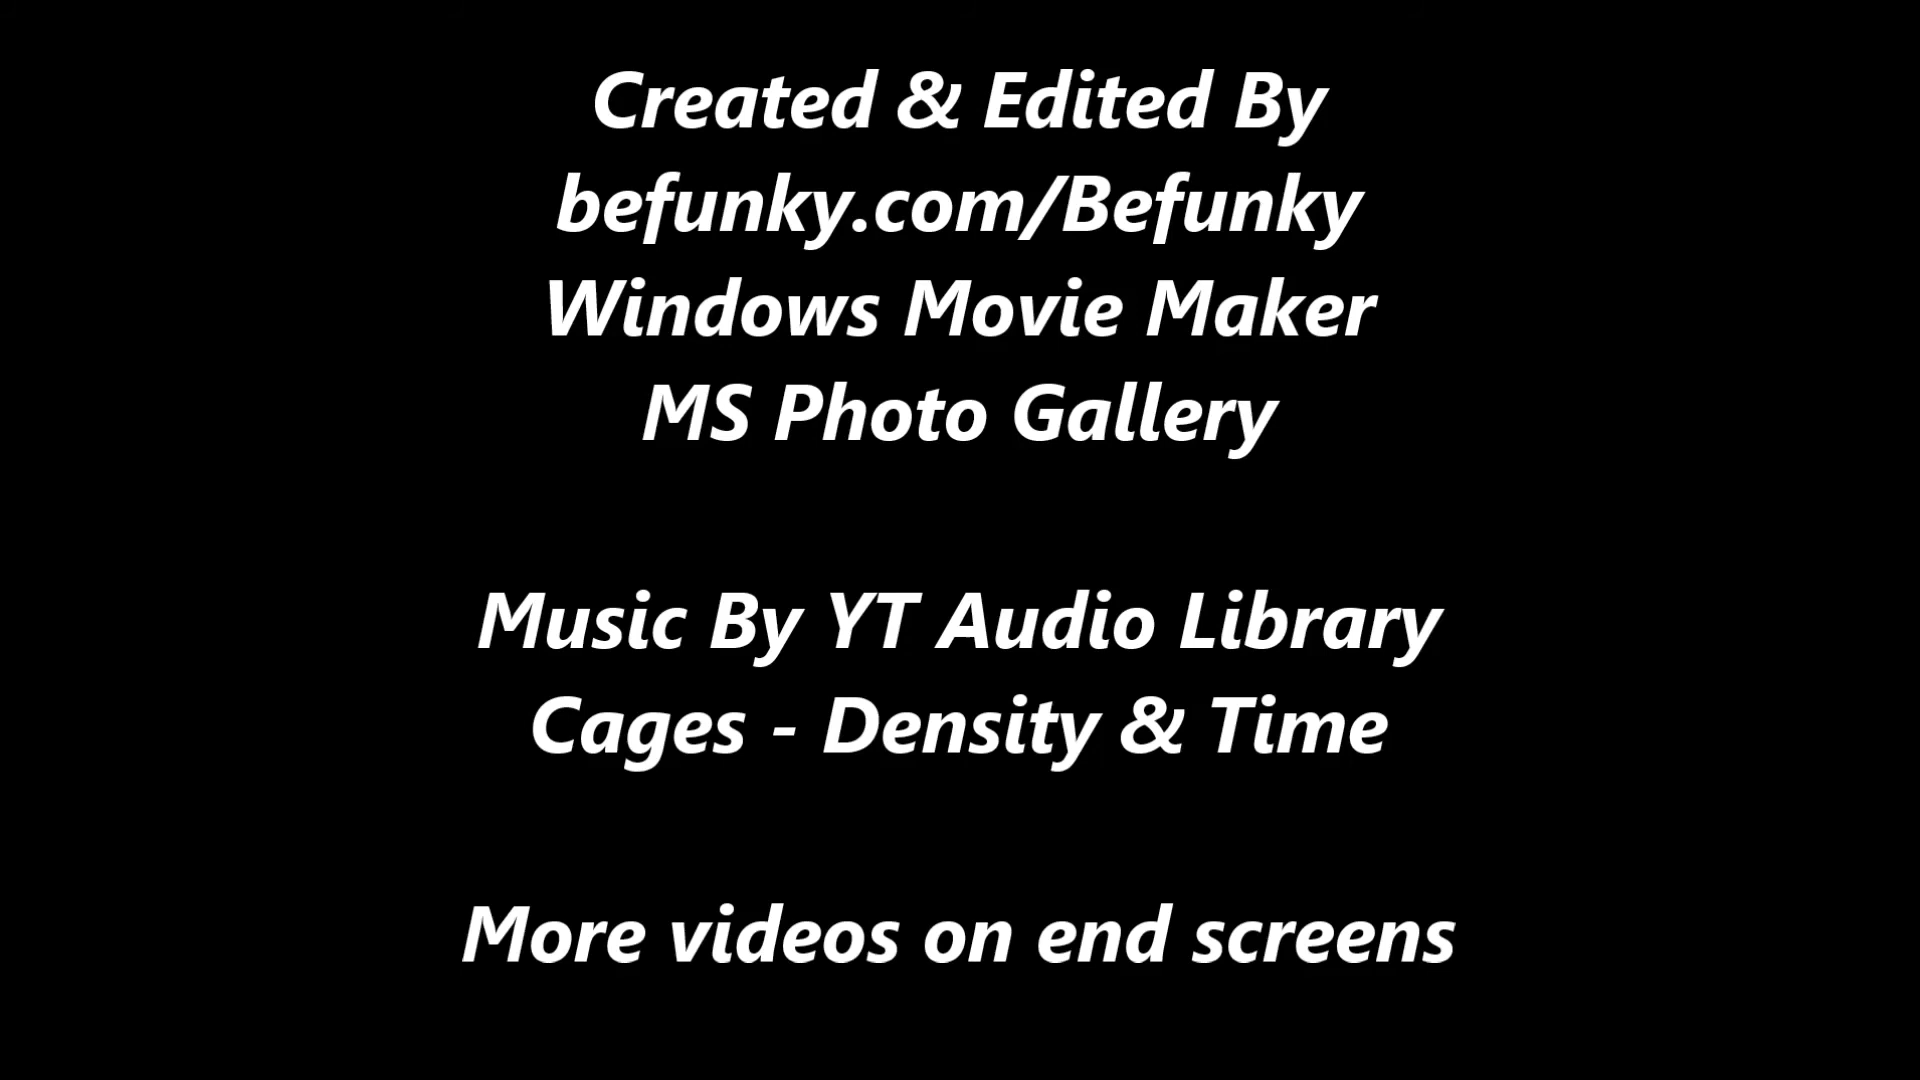 Created & Edited By
befunky.com/Befunky
Windows Movie Maker
MS Photo Gallery
Music By YT Audio Library
Cages - Density & Time
More videos on end screens